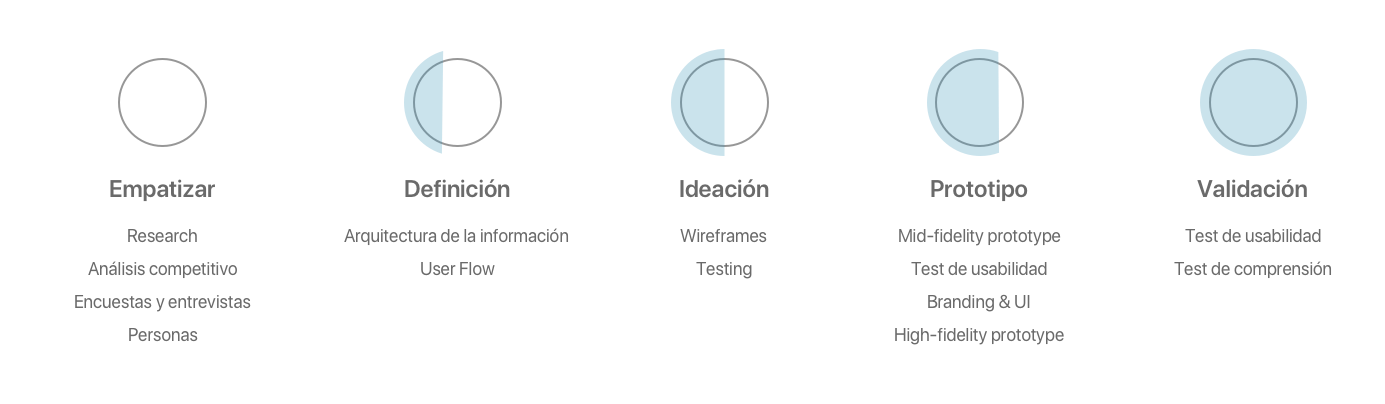 Empatizar
Research
Análisis competitivo
Encuestas y entrevistas
Personas
Definición
Arquitectura de la información
User Flow
Ideación
Wireframes
Testing
Prototipo
Mid-fidelity prototype
Test de usabilidad
Branding & UI
High-fidelity prototype
Validación
Test de usabilidad
Test de comprensión